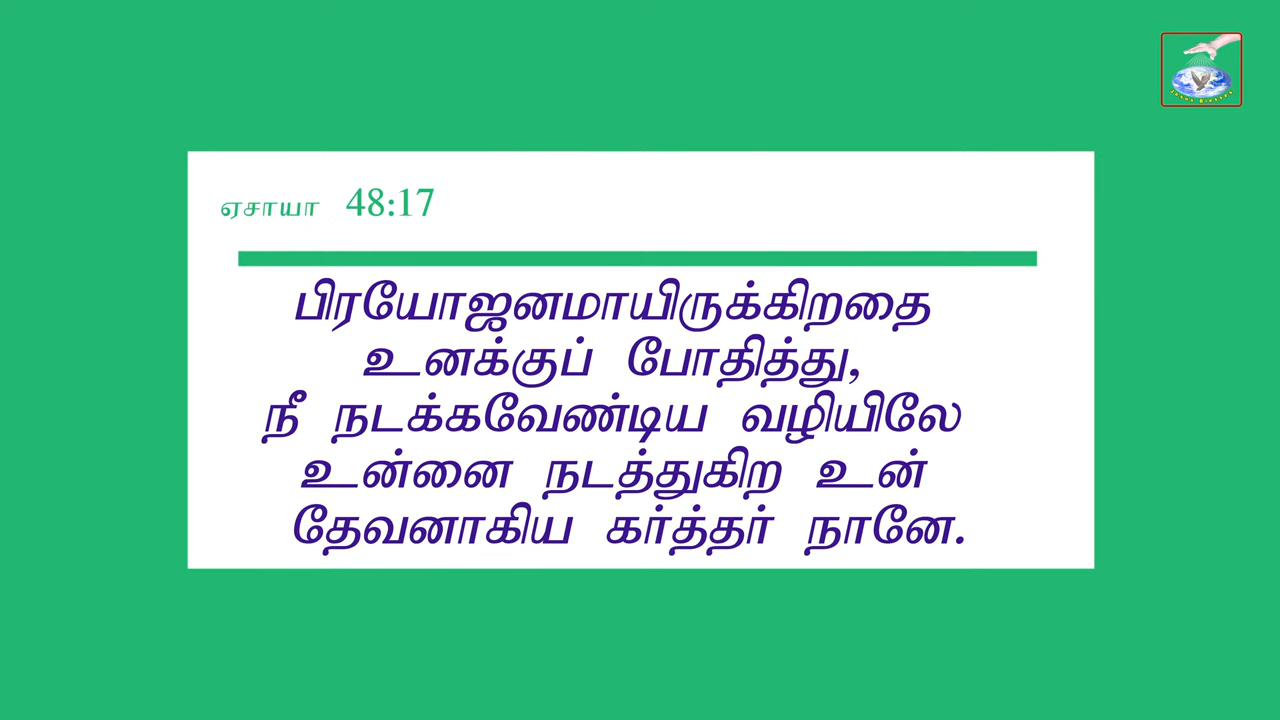 ஏசாயா 48:17
பிரயோஜனமாயிருக்கிறதை
உனக்குப் போதித்து,
நீ நடக்கவேண்டிய வழியிலே
உன்னை நடத்துகிற உன்
தேவனாகிய கர்த்தர் நானே.